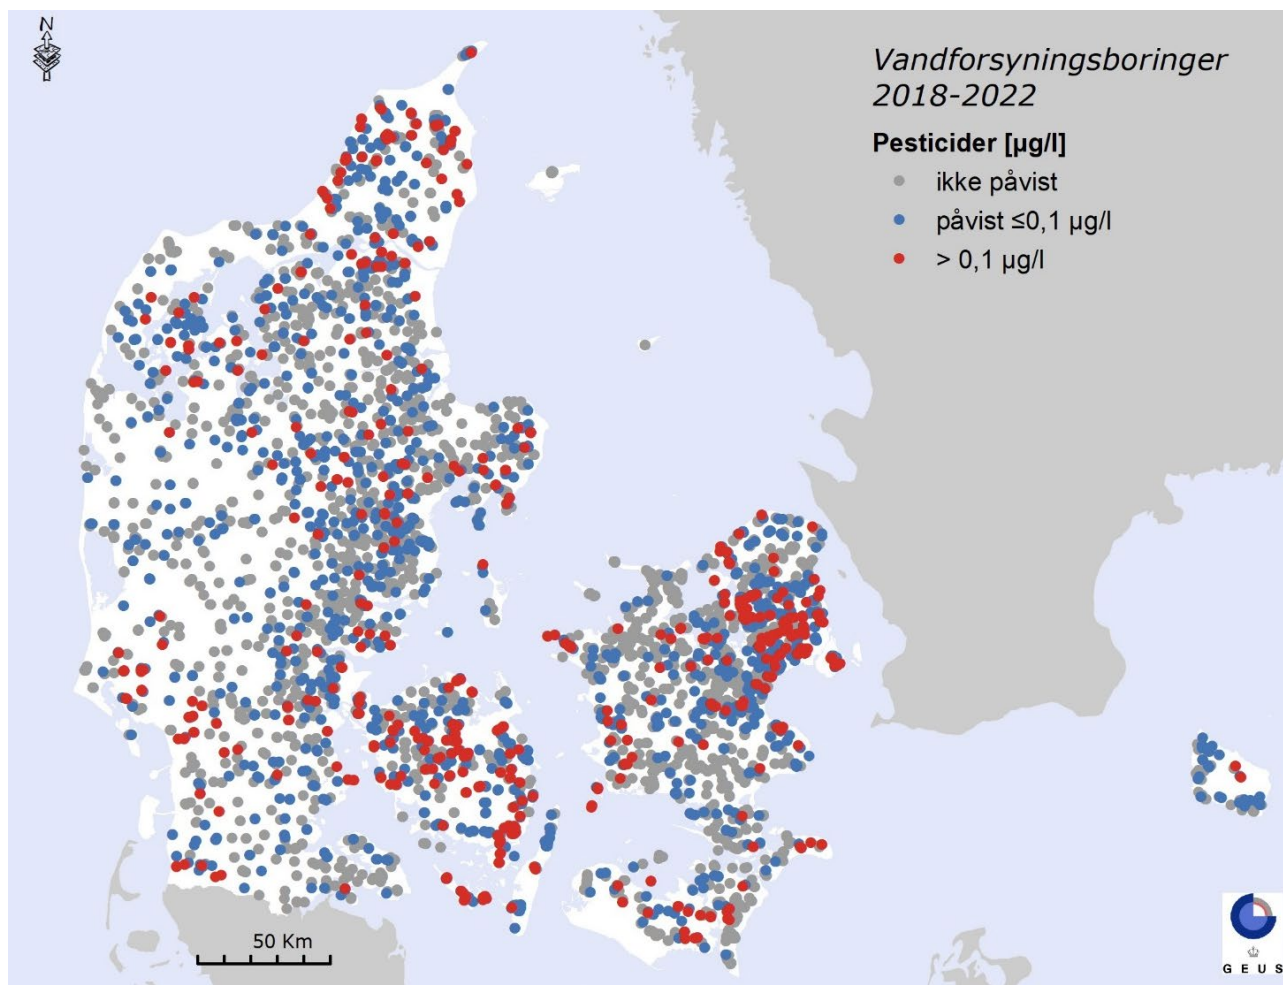 N
Vandforsyningsboringer
2018-2022
Pesticider [µg/l]
ikke påvist
påvist ≤0,1 µg/l
> 0,1 µg/l
50 Km
G E U S